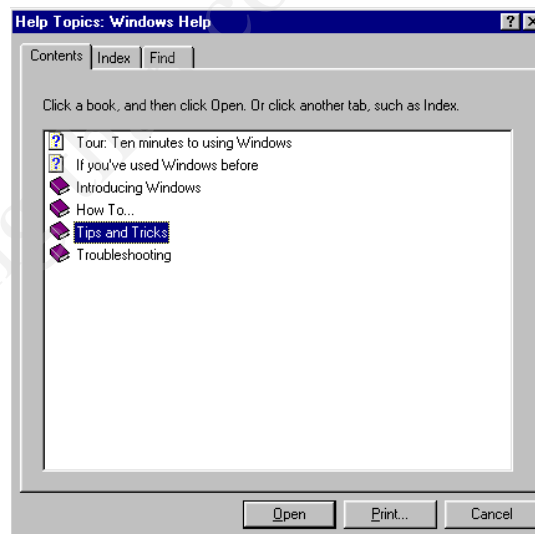 Help Topics: Windows Help
Contents Index Find
Click a book, and then click Open. Or click another tab, such as Index.
Tour: Ten minutes to using Windows
If you've used Windows before
Introducing Windows
How To...
Tips and Tricks
Troubleshooting
Open Print... Cancel